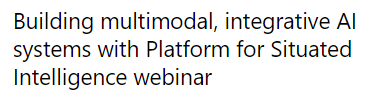 Building multimodal, integrative AI
systems with Platform for Situated
Intelligence webinar